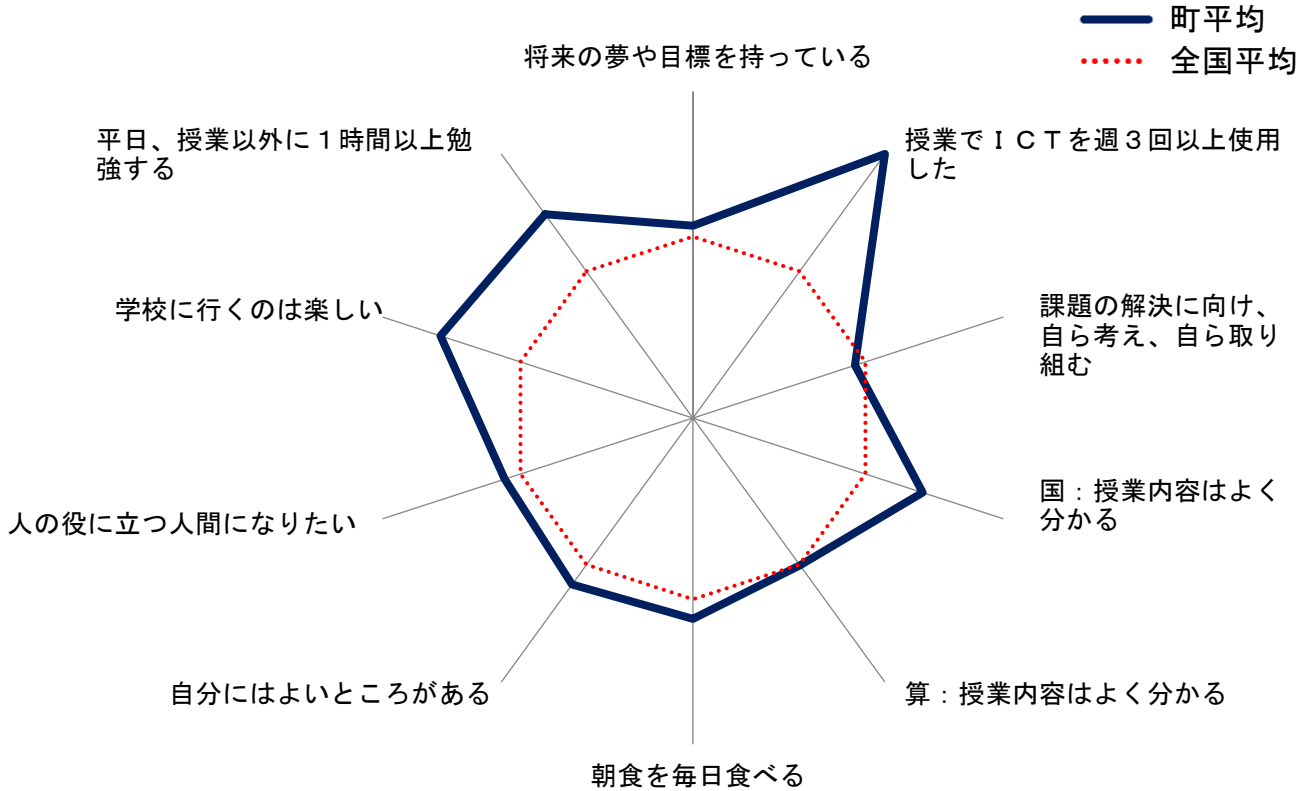 町平均
全国平均
将来の夢や目標を持っている
授業でＩＣＴを週３回以上使用
した
課題の解決に向け、
自ら考え、自ら取り
組む
国：授業内容はよく
分かる
算：授業内容はよく分かる
朝食を毎日食べる
自分にはよいところがある
人の役に立つ人間になりたい
学校に行くのは楽しい
平日、授業以外に１時間以上勉
強する